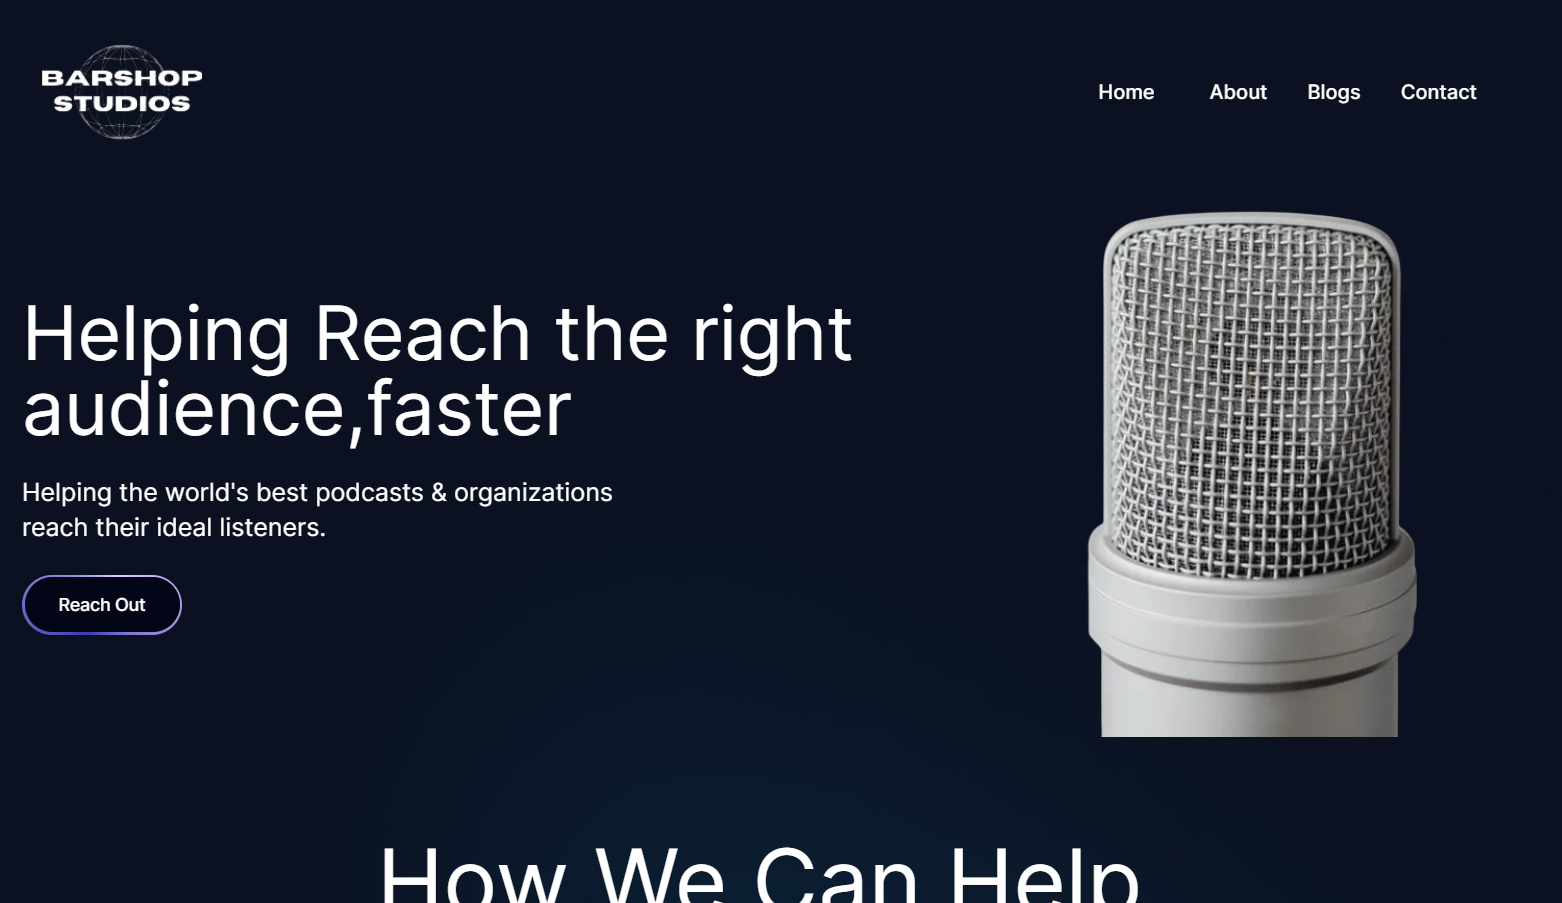 BARSHOP
STUDIOS
Home About Blogs Contact
Helping Reach the right
audience,faster
Helping the world's best podcasts & organizations
reach their ideal listeners.
Reach Out
How We Can Help